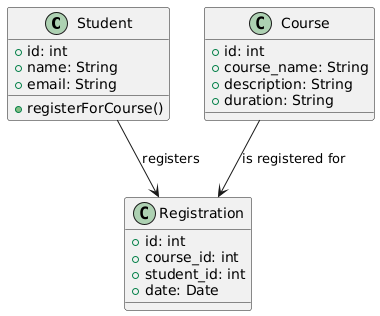 C Student
+ id: int
+ name: String
+ email: String
+ registerForCourse()
C Course
+ id: int
+ course_name: String
+ description: String
+ duration: String
registers
is registered for
C Registration
+ id: int
+ course_id: int
+ student_id: int
+ date: Date